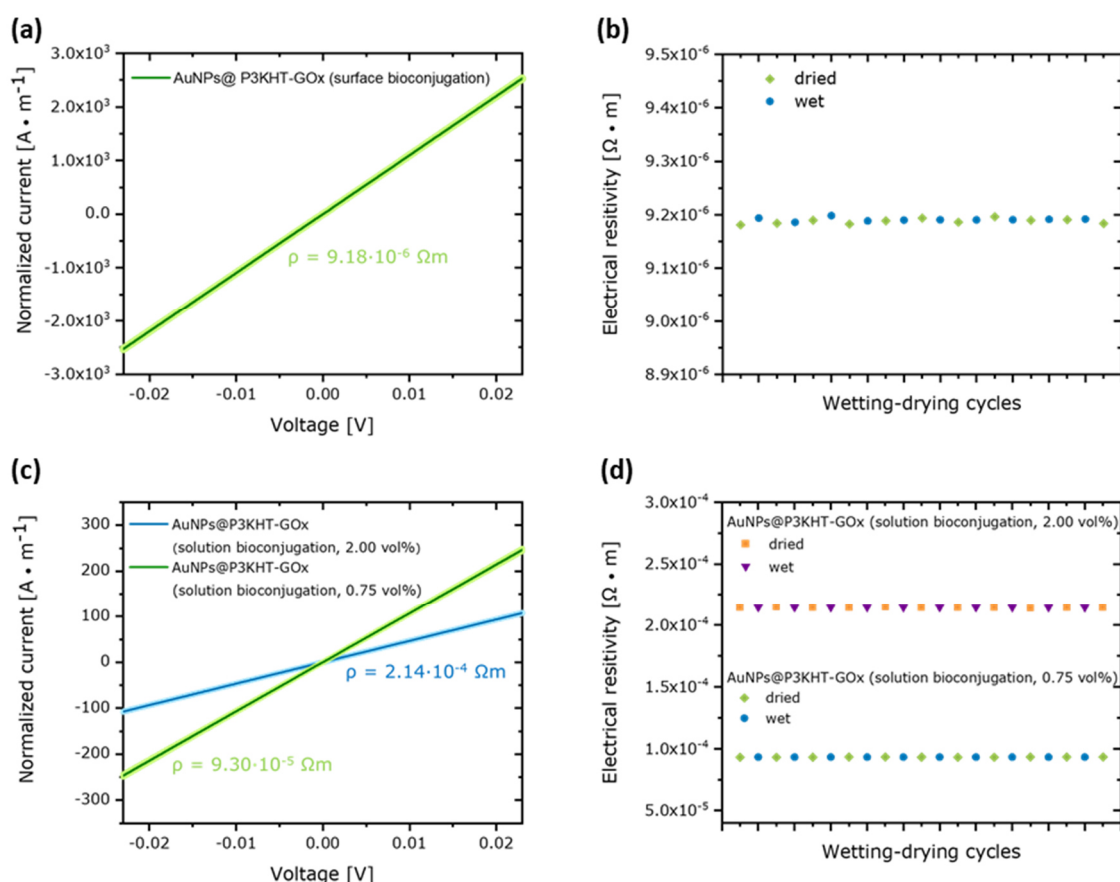 (a)
3.0x10³
2.0x10³
1.0x10³
0.0
-1.0x10³
-2.0x10³
-3.0x10³
Normalized current [A • m⁻¹]
AuNPs@ P3KHT-GOx (surface bioconjugation)
ρ = 9.18·10⁻⁶ Ωm
-0.02
-0.01
0.00
0.01
0.02
Voltage [V]
(b)
9.5x10⁻⁶
9.4x10⁻⁶
9.3x10⁻⁶
9.2x10⁻⁶
9.1x10⁻⁶
9.0x10⁻⁶
8.9x10⁻⁶
Electrical resitivity [Ω • m]
dried
wet
Wetting-drying cycles
(c)
300
200
100
0
-100
-200
-300
Normalized current [A • m⁻¹]
AuNPs@P3KHT-GOx
(solution bioconjugation, 2.00 vol%)
AuNPs@P3KHT-GOx
(solution bioconjugation, 0.75 vol%)
ρ = 2.14·10⁻⁴ Ωm
ρ = 9.30·10⁻⁵ Ωm
-0.02
-0.01
0.00
0.01
0.02
Voltage [V]
(d)
3.0x10⁻⁴
2.5x10⁻⁴
2.0x10⁻⁴
1.5x10⁻⁴
1.0x10⁻⁴
5.0x10⁻⁵
Electrical resitivity [Ω • m]
AuNPs@P3KHT-GOx (solution bioconjugation, 2.00 vol%)
dried
wet
AuNPs@P3KHT-GOx (solution bioconjugation, 0.75 vol%)
dried
wet
Wetting-drying cycles